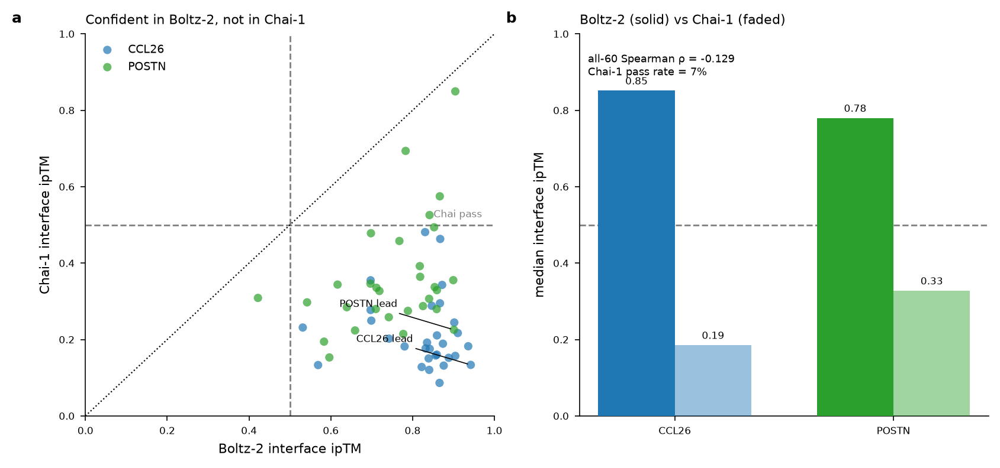 a
Confident in Boltz-2, not in Chai-1
CCL26
POSTN
Chai pass
POSTN lead
CCL26 lead
1.0
0.8
0.6
0.4
0.2
0.0
Chai-1 interface ipTM
0.0 0.2 0.4 0.6 0.8 1.0
Boltz-2 interface ipTM
b
Boltz-2 (solid) vs Chai-1 (faded)
all-60 Spearman ρ = -0.129
Chai-1 pass rate = 7%
0.85
0.78
0.33
0.19
1.0
0.8
0.6
0.4
0.2
0.0
median interface ipTM
CCL26 POSTN